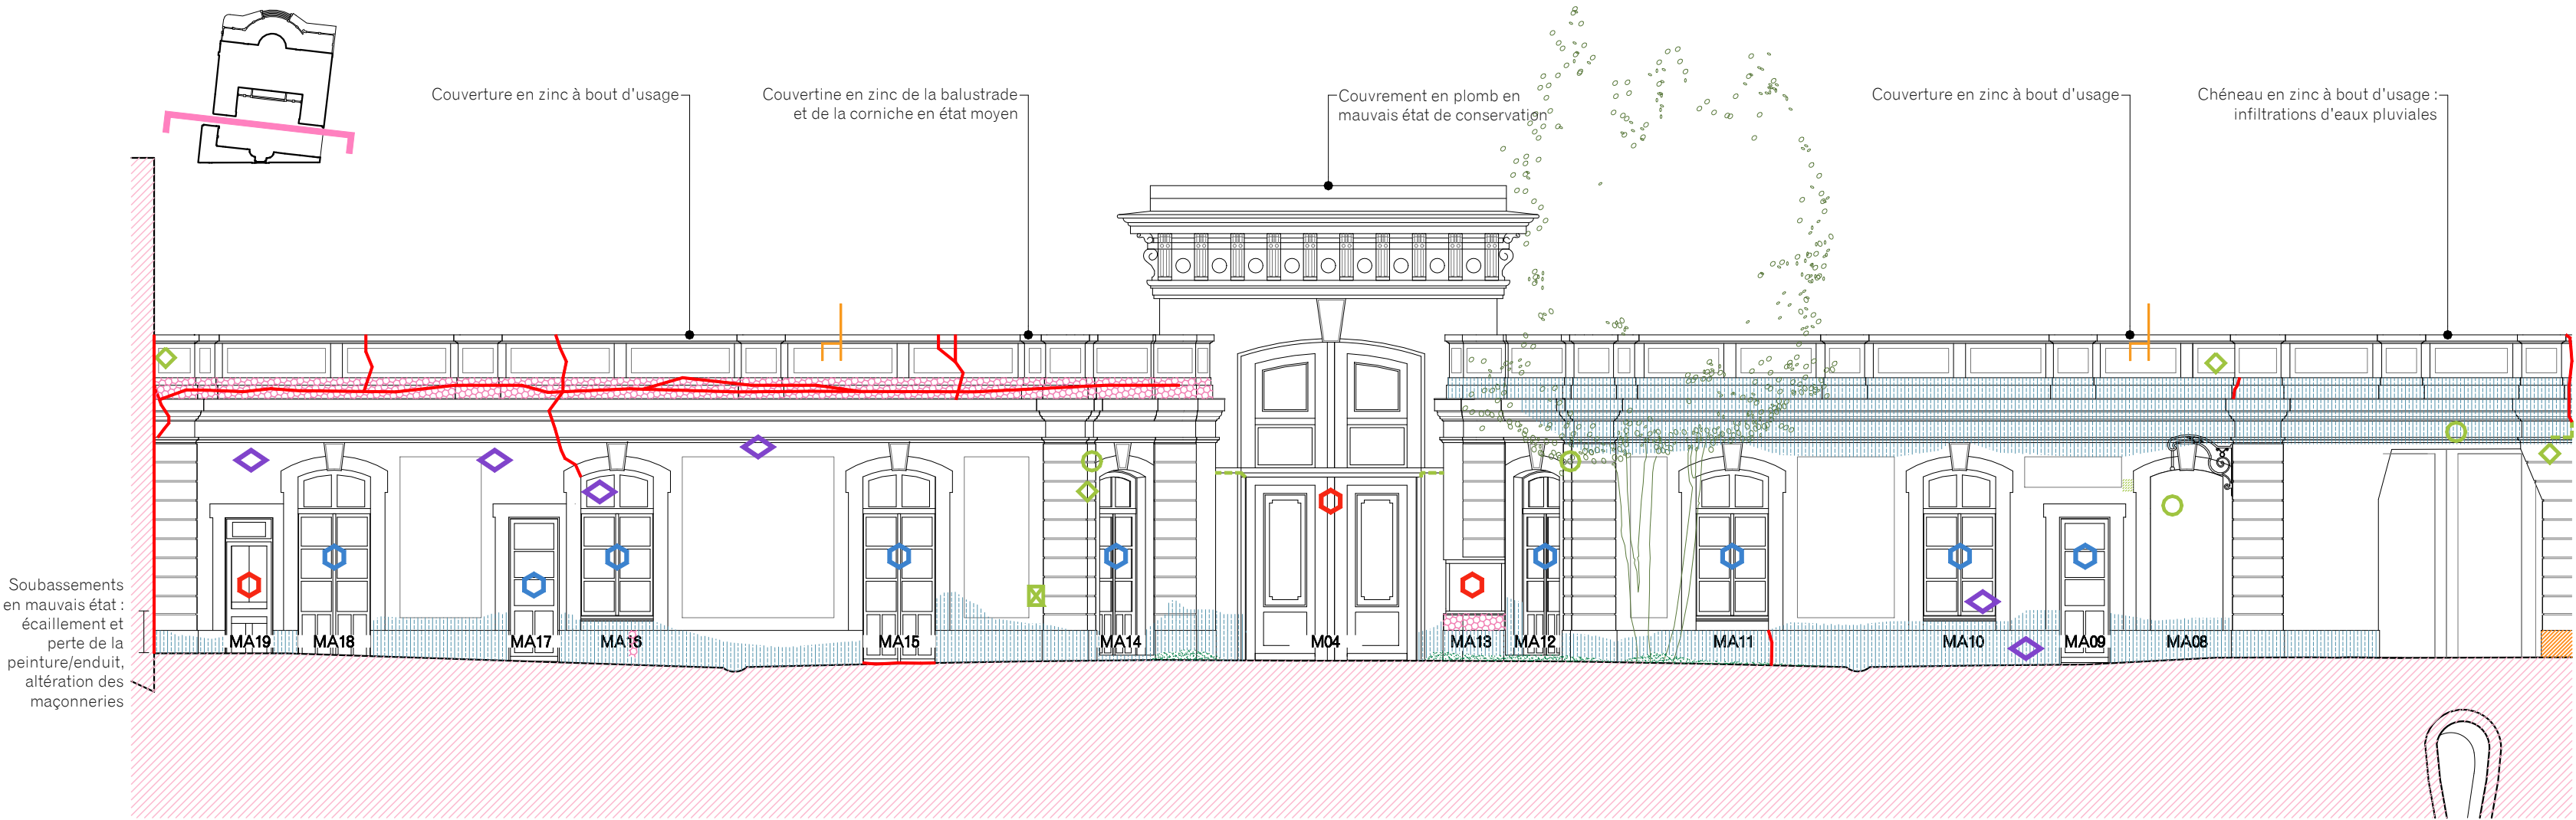 Couverture en zinc à bout d'usage
Couvertine en zinc de la balustrade
et de la corniche en état moyen
Couvrement en plomb en
mauvais état de conservation
Couverture en zinc à bout d'usage
Chéneau en zinc à bout d'usage :
infiltrations d'eaux pluviales
Soubassements
en mauvais état :
écaillement et
perte de la
peinture/enduit,
altération des
maçonneries
MA19
MA18
MA17
MA16
MA15
MA14
M04
MA13
MA12
MA11
MA10
MA09
MA08